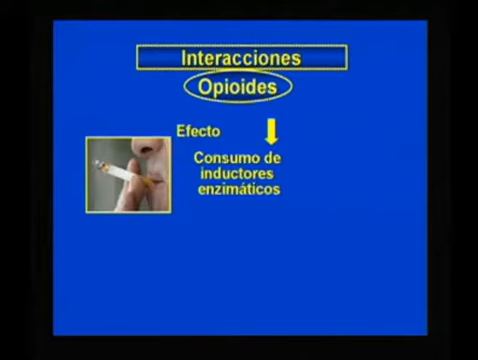 Interacciones
Opioides
Efecto
Consumo de
inductores
enzimáticos